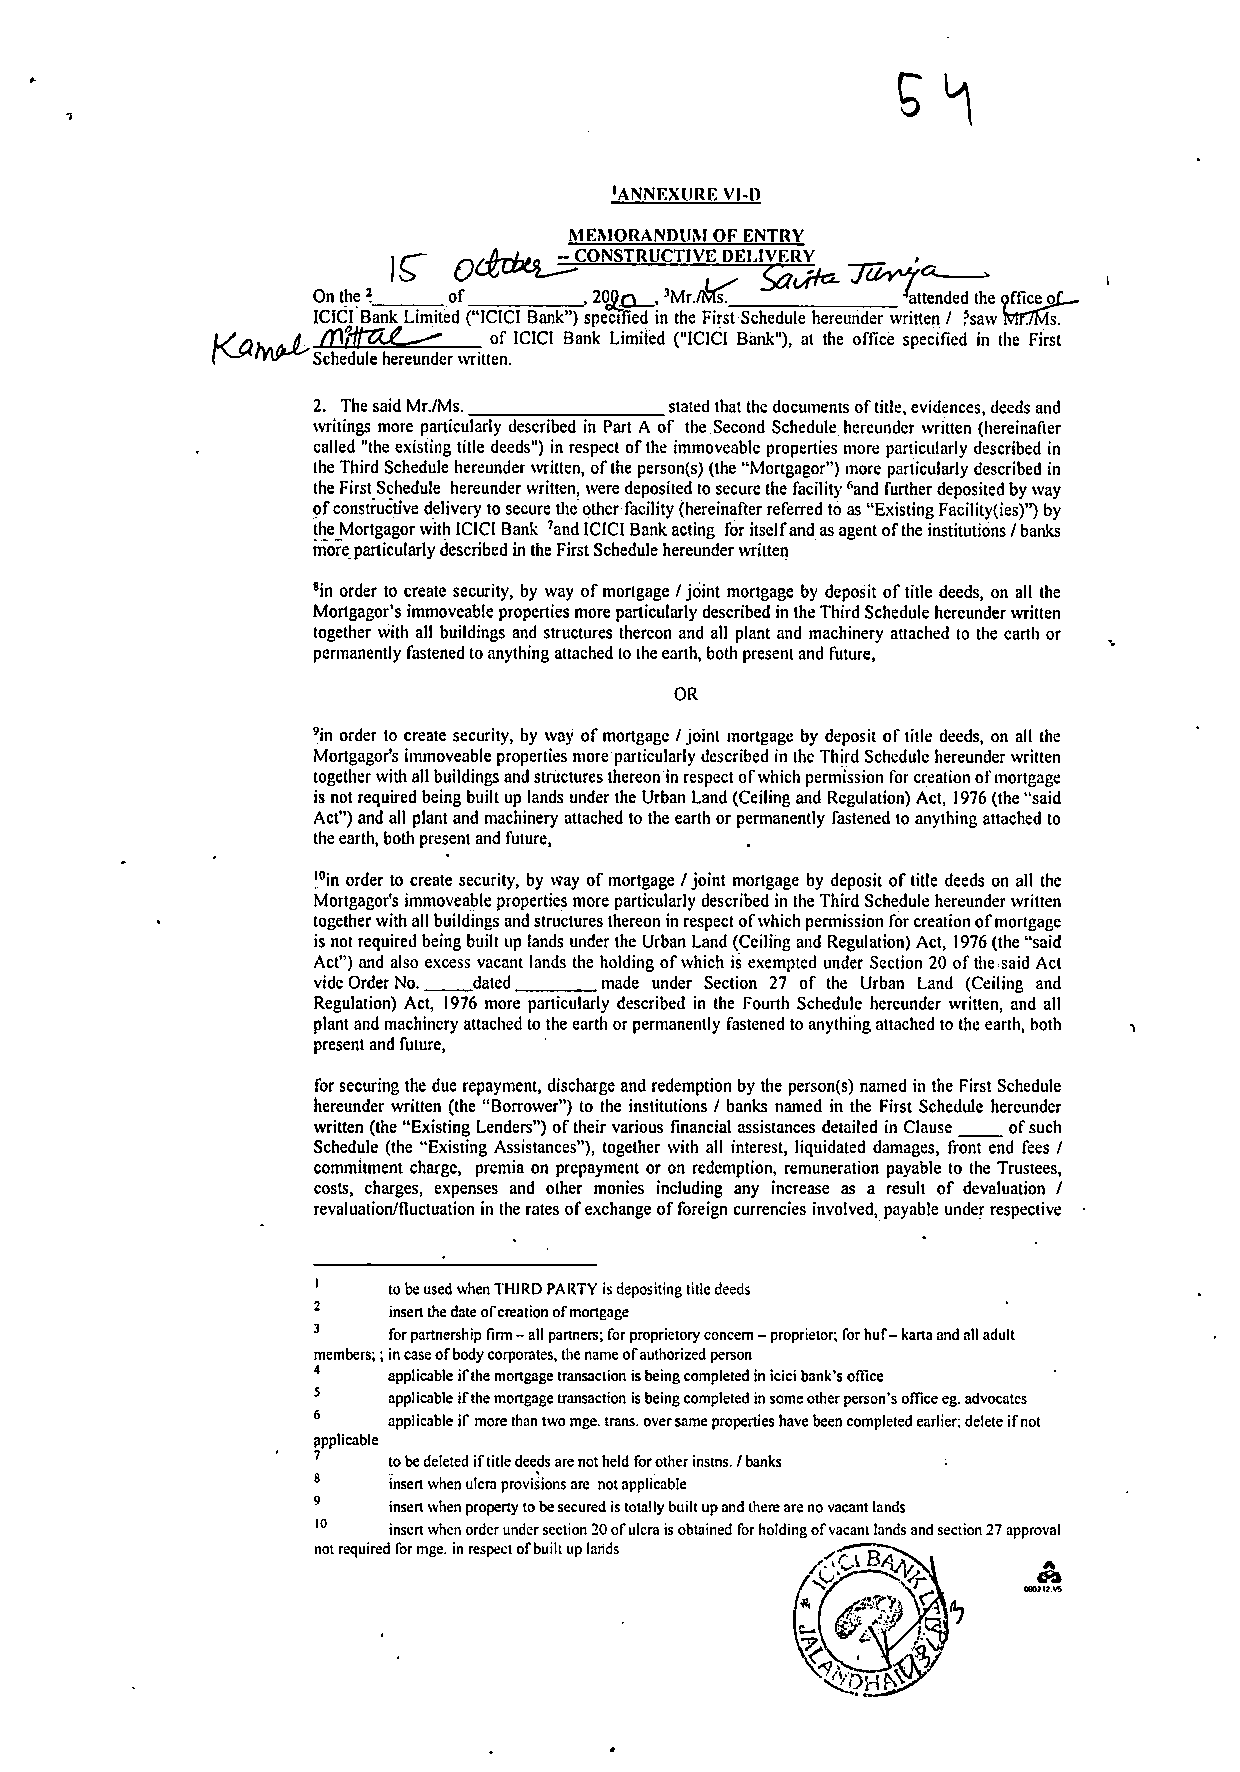 54
¹ANNEXURE VI-D
MEMORANDUM OF ENTRY
– CONSTRUCTIVE DELIVERY
15 October Savita Juneja
On the ²_______ of __________, 200__, ³Mr./Ms. _______________ ⁴attended the office of
ICICI Bank Limited ("ICICI Bank") specified in the First Schedule hereunder written / ⁵saw Mr./Ms.
Kamal Mittal of ICICI Bank Limited ("ICICI Bank"), at the office specified in the First
Schedule hereunder written.
2. The said Mr./Ms. ___________________ stated that the documents of title, evidences, deeds and
writings more particularly described in Part A of the Second Schedule hereunder written (hereinafter
called "the existing title deeds") in respect of the immoveable properties more particularly described in
the Third Schedule hereunder written, of the person(s) (the "Mortgagor") more particularly described in
the First Schedule hereunder written, were deposited to secure the facility ⁶and further deposited by way
of constructive delivery to secure the other facility (hereinafter referred to as "Existing Facility(ies)") by
the Mortgagor with ICICI Bank ⁷and ICICI Bank acting for itself and as agent of the institutions / banks
more particularly described in the First Schedule hereunder written
⁸in order to create security, by way of mortgage / joint mortgage by deposit of title deeds, on all the
Mortgagor's immoveable properties more particularly described in the Third Schedule hereunder written
together with all buildings and structures thereon and all plant and machinery attached to the earth or
permanently fastened to anything attached to the earth, both present and future,
OR
⁹in order to create security, by way of mortgage / joint mortgage by deposit of title deeds, on all the
Mortgagor's immoveable properties more particularly described in the Third Schedule hereunder written
together with all buildings and structures thereon in respect of which permission for creation of mortgage
is not required being built up lands under the Urban Land (Ceiling and Regulation) Act, 1976 (the "said
Act") and all plant and machinery attached to the earth or permanently fastened to anything attached to
the earth, both present and future,
¹⁰in order to create security, by way of mortgage / joint mortgage by deposit of title deeds on all the
Mortgagor's immoveable properties more particularly described in the Third Schedule hereunder written
together with all buildings and structures thereon in respect of which permission for creation of mortgage
is not required being built up lands under the Urban Land (Ceiling and Regulation) Act, 1976 (the "said
Act") and also excess vacant lands the holding of which is exempted under Section 20 of the said Act
vide Order No. _____dated ________ made under Section 27 of the Urban Land (Ceiling and
Regulation) Act, 1976 more particularly described in the Fourth Schedule hereunder written, and all
plant and machinery attached to the earth or permanently fastened to anything attached to the earth, both
present and future,
for securing the due repayment, discharge and redemption by the person(s) named in the First Schedule
hereunder written (the "Borrower") to the institutions / banks named in the First Schedule hereunder
written (the "Existing Lenders") of their various financial assistances detailed in Clause ____ of such
Schedule (the "Existing Assistances"), together with all interest, liquidated damages, front end fees /
commitment charge, premia on prepayment or on redemption, remuneration payable to the Trustees,
costs, charges, expenses and other monies including any increase as a result of devaluation /
revaluation/fluctuation in the rates of exchange of foreign currencies involved, payable under respective
1 to be used when THIRD PARTY is depositing title deeds
2 insert the date of creation of mortgage
3 for partnership firm – all partners; for proprietory concern – proprietor; for huf – karta and all adult
members; ; in case of body corporates, the name of authorized person
4 applicable if the mortgage transaction is being completed in icici bank's office
5 applicable if the mortgage transaction is being completed in some other person's office eg. advocates
6 applicable if more than two mge. trans. over same properties have been completed earlier; delete if not
applicable
7 to be deleted if title deeds are not held for other instns. / banks
8 insert when ulcra provisions are not applicable
9 insert when property to be secured is totally built up and there are no vacant lands
10 insert when order under section 20 of ulcra is obtained for holding of vacant lands and section 27 approval
not required for mge. in respect of built up lands
ICICI BANK LTD
JALANDHAR